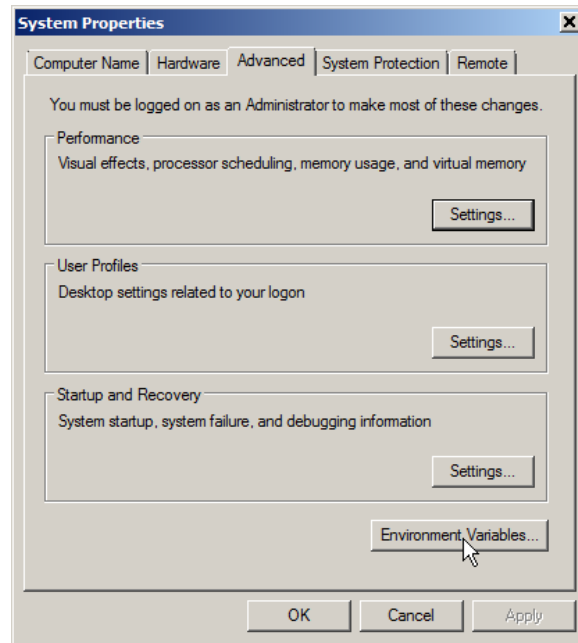 System Properties
Computer Name
Hardware
Advanced
System Protection
Remote
You must be logged on as an Administrator to make most of these changes.
Performance
Visual effects, processor scheduling, memory usage, and virtual memory
Settings...
User Profiles
Desktop settings related to your logon
Settings...
Startup and Recovery
System startup, system failure, and debugging information
Settings...
Environment Variables...
OK
Cancel
Apply